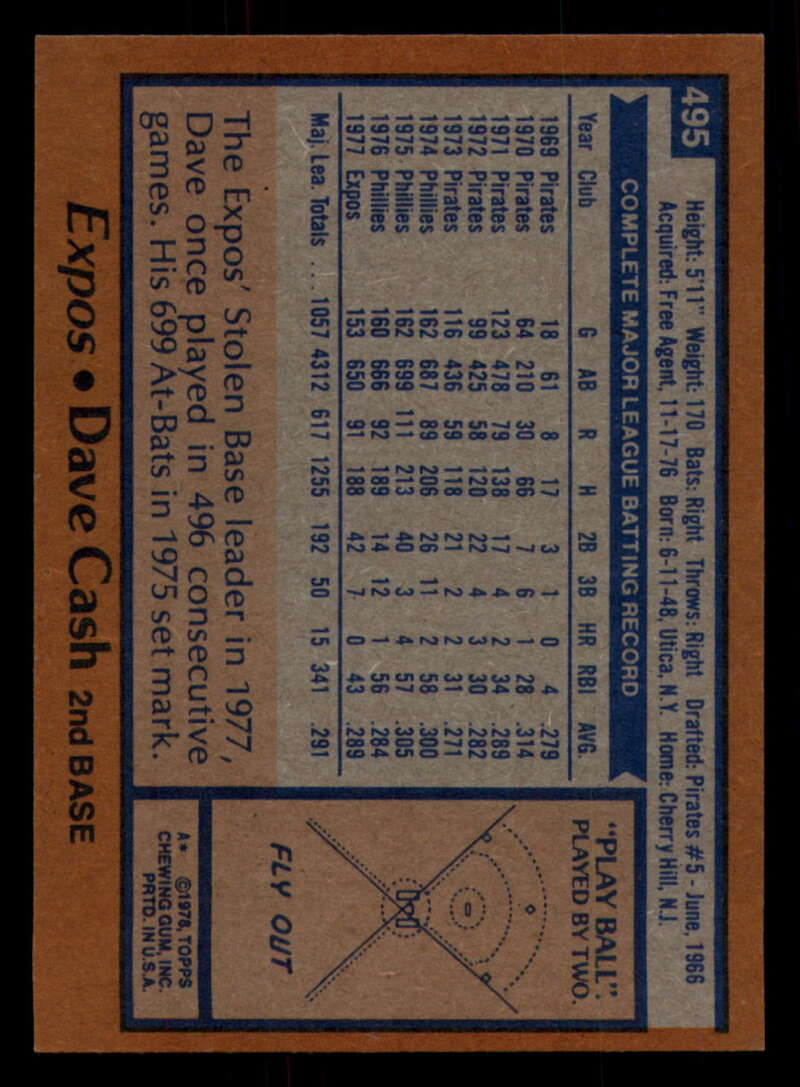 495
Height: 5'11" Weight: 170 Bats: Right Throws: Right Drafted: Pirates #5 - June, 1966
Acquired: Free Agent, 11-17-76 Born: 6-11-48, Utica, N.Y. Home: Cherry Hill, N.J.
COMPLETE MAJOR LEAGUE BATTING RECORD
Year Club G AB R H 2B 3B HR RBI AVG.
1969 Pirates 18 61 8 17 3 1 0 4 .279
1970 Pirates 64 210 30 66 7 6 1 28 .314
1971 Pirates 123 478 79 138 17 4 2 34 .289
1972 Pirates 99 425 58 120 22 4 3 30 .282
1973 Pirates 116 436 59 118 21 2 2 31 .271
1974 Phillies 162 687 89 206 26 11 2 58 .300
1975 Phillies 162 699 111 213 40 3 4 57 .305
1976 Phillies 160 666 92 189 14 12 1 56 .284
1977 Expos 153 650 91 188 42 7 0 43 .289
Maj. Lea. Totals ... 1057 4312 617 1255 192 50 15 341 .291
The Expos' Stolen Base leader in 1977,
Dave once played in 496 consecutive
games. His 699 At-Bats in 1975 set mark.
"PLAY BALL".
PLAYED BY TWO.
FLY OUT
A* ©1978, TOPPS
CHEWING GUM, INC.
PRTD. IN U.S.A.
Expos • Dave Cash 2nd BASE